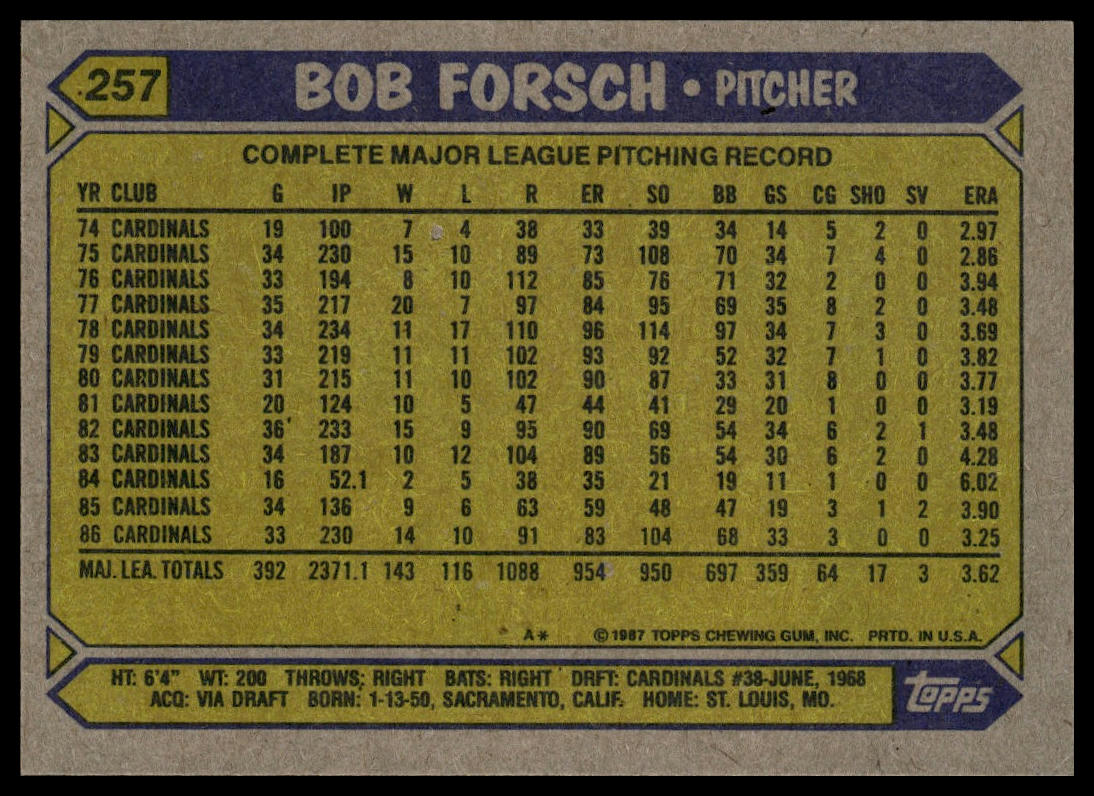 257 BOB FORSCH • PITCHER
COMPLETE MAJOR LEAGUE PITCHING RECORD
YR CLUB G IP W L R ER SO BB GS CG SHO SV ERA
74 CARDINALS 19 100 7 4 38 33 39 34 14 5 2 0 2.97
75 CARDINALS 34 230 15 10 89 73 108 70 34 7 4 0 2.86
76 CARDINALS 33 194 8 10 112 85 76 71 32 2 0 0 3.94
77 CARDINALS 35 217 20 7 97 84 95 69 35 8 2 0 3.48
78 CARDINALS 34 234 11 17 110 96 114 97 34 7 3 0 3.69
79 CARDINALS 33 219 11 11 102 93 92 52 32 7 1 0 3.82
80 CARDINALS 31 215 11 10 102 90 87 33 31 8 0 0 3.77
81 CARDINALS 20 124 10 5 47 44 41 29 20 1 0 0 3.19
82 CARDINALS 36 233 15 9 95 90 69 54 34 6 2 1 3.48
83 CARDINALS 34 187 10 12 104 89 56 54 30 6 2 0 4.28
84 CARDINALS 16 52.1 2 5 38 35 21 19 11 1 0 0 6.02
85 CARDINALS 34 136 9 6 63 59 48 47 19 3 1 2 3.90
86 CARDINALS 33 230 14 10 91 83 104 68 33 3 0 0 3.25
MAJ. LEA. TOTALS 392 2371.1 143 116 1088 954 950 697 359 64 17 3 3.62
A* ©1987 TOPPS CHEWING GUM, INC. PRTD. IN U.S.A.
HT: 6'4" WT: 200 THROWS: RIGHT BATS: RIGHT DRFT: CARDINALS #38-JUNE, 1968
ACQ: VIA DRAFT BORN: 1-13-50, SACRAMENTO, CALIF. HOME: ST. LOUIS, MO.
topps